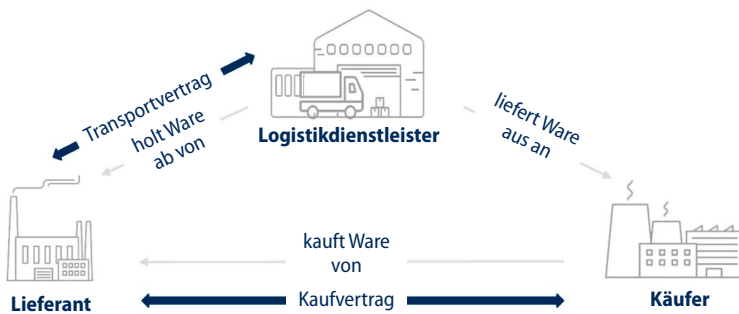 Transportvertrag
holt Ware
ab von
liefert Ware
aus an
Logistikdienstleister
kauft Ware
von
Lieferant
Kaufvertrag
Käufer